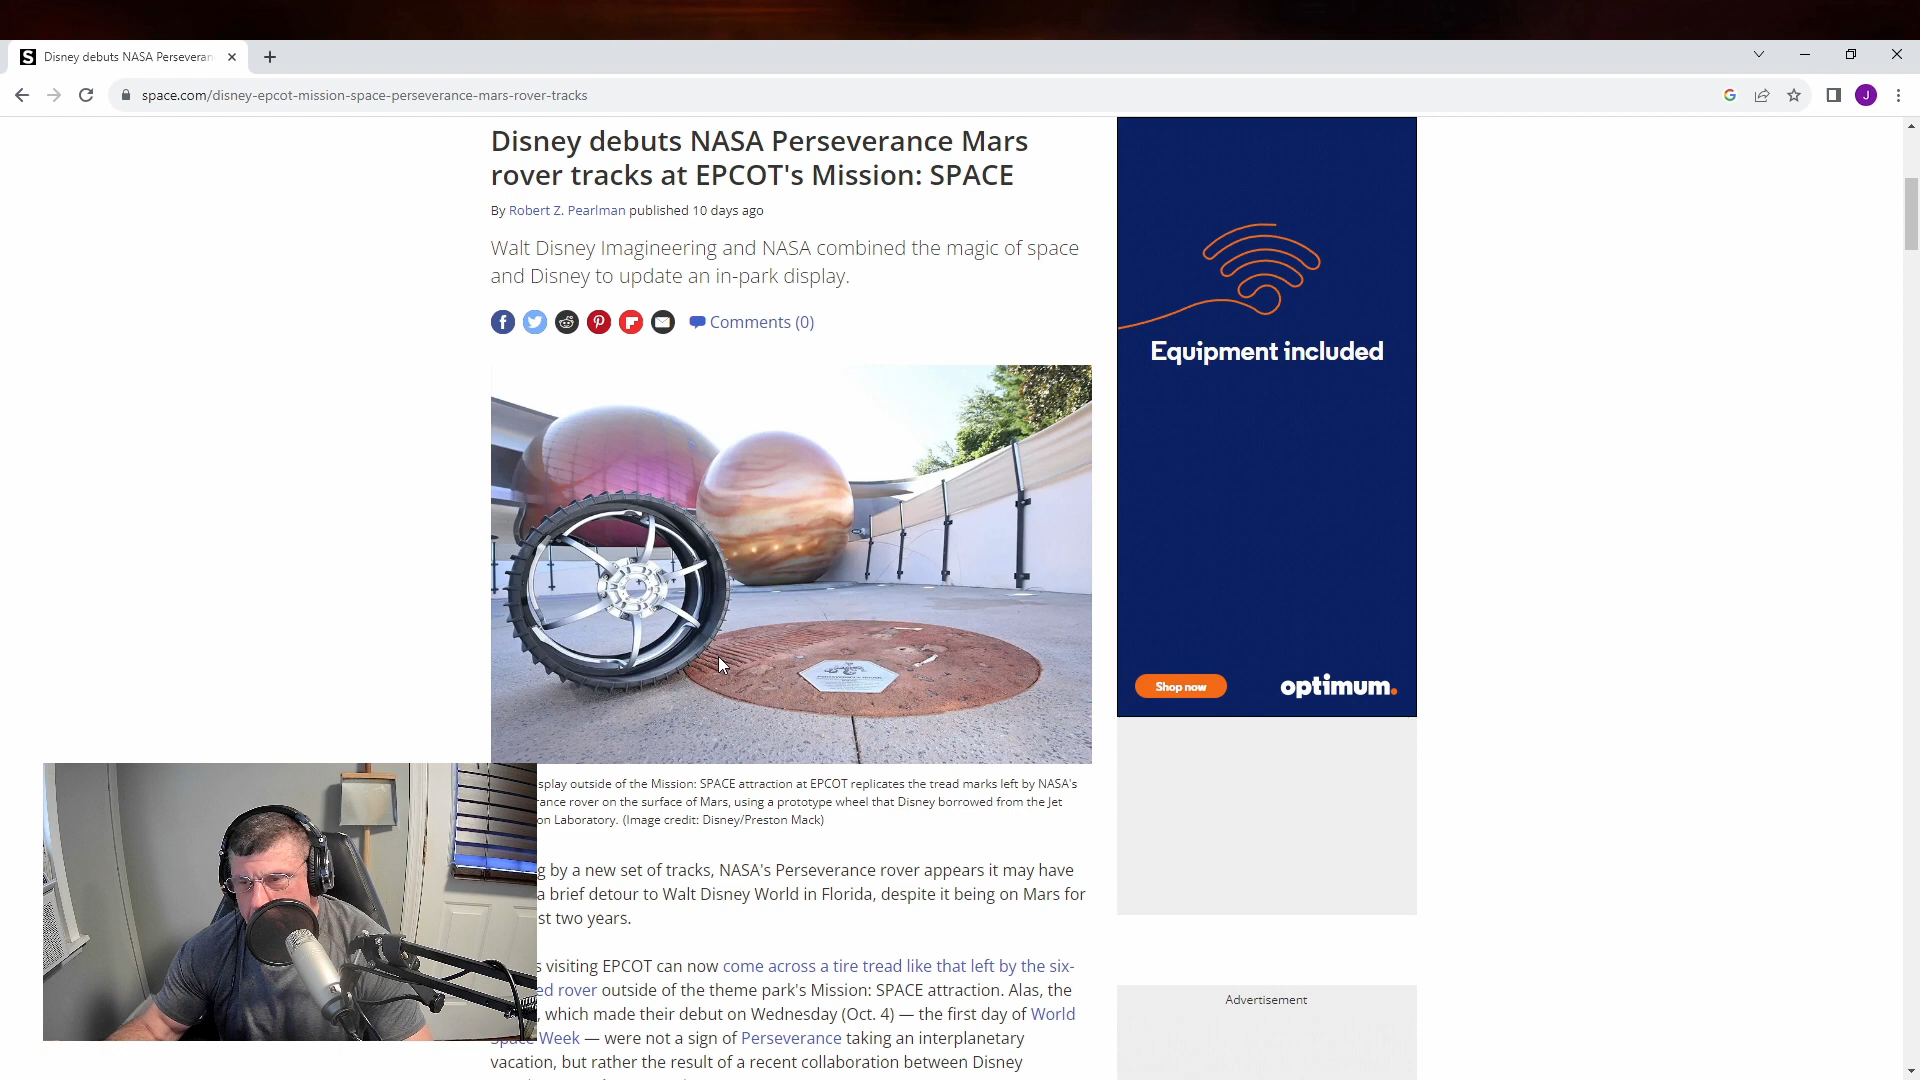 Disney debuts NASA Perseveran
space.com/disney-epcot-mission-space-perseverance-mars-rover-tracks
J
Disney debuts NASA Perseverance Mars
rover tracks at EPCOT's Mission: SPACE
By Robert Z. Pearlman published 10 days ago
Walt Disney Imagineering and NASA combined the magic of space
and Disney to update an in-park display.
Comments (0)
Equipment included
Shop now
optimum.
splay outside of the Mission: SPACE attraction at EPCOT replicates the tread marks left by NASA's
rance rover on the surface of Mars, using a prototype wheel that Disney borrowed from the Jet
on Laboratory. (Image credit: Disney/Preston Mack)
g by a new set of tracks, NASA's Perseverance rover appears it may have
a brief detour to Walt Disney World in Florida, despite it being on Mars for
st two years.
s visiting EPCOT can now come across a tire tread like that left by the six-
ed rover outside of the theme park's Mission: SPACE attraction. Alas, the
, which made their debut on Wednesday (Oct. 4) — the first day of World
Space Week — were not a sign of Perseverance taking an interplanetary
vacation, but rather the result of a recent collaboration between Disney
Advertisement